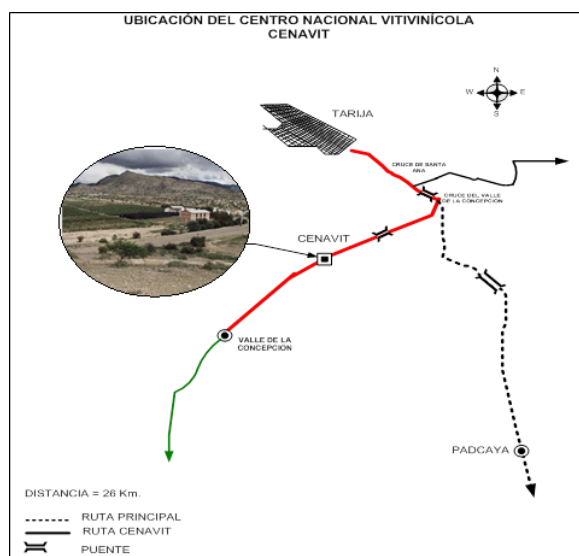 UBICACIÓN DEL CENTRO NACIONAL VITIVINÍCOLA
CENAVIT
N
W E
S
TARIJA
CRUCE DE SANTA
ANA
CRUCE DEL VALLE
DE LA CONCEPCION
CENAVIT
VALLE DE LA
CONCEPCION
PADCAYA
DISTANCIA = 26 Km.
RUTA PRINCIPAL
RUTA CENAVIT
PUENTE